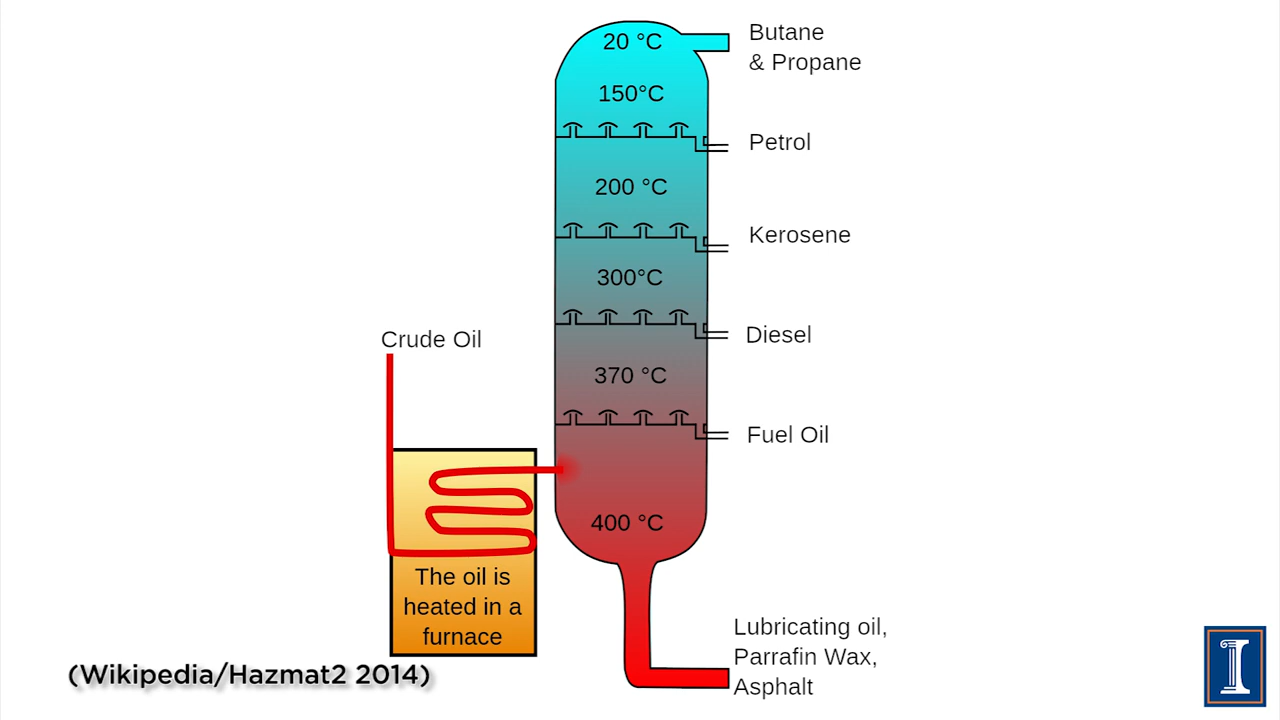 20 °C
Butane
& Propane
150°C
Petrol
200 °C
Kerosene
300°C
Diesel
Crude Oil
370 °C
Fuel Oil
400 °C
The oil is
heated in a
furnace
Lubricating oil,
Parrafin Wax,
Asphalt
(Wikipedia/Hazmat2 2014)
I